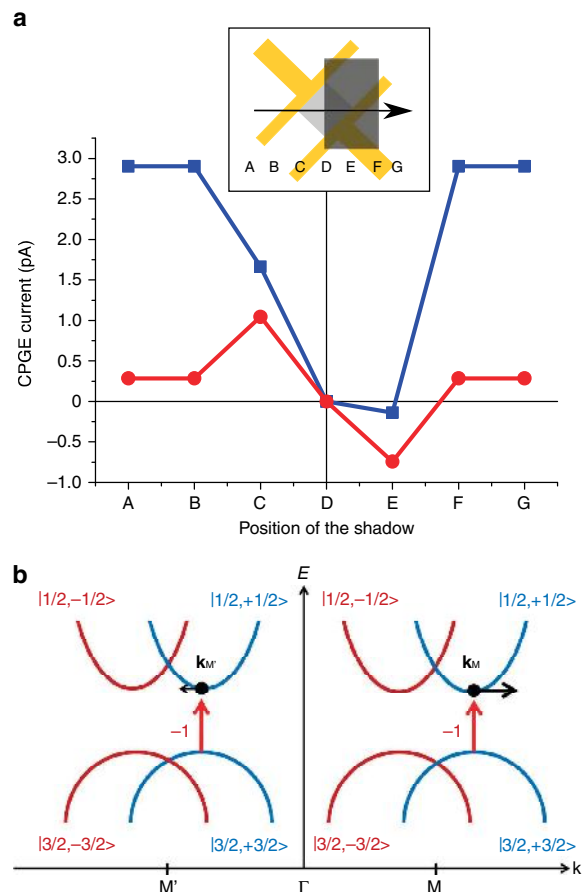 a
A B C D E F G
3.0
2.5
2.0
1.5
1.0
0.5
0
−0.5
−1.0
CPGE current (pA)
A B C D E F G
Position of the shadow
b
E
|1/2,−1/2> |1/2,+1/2> |1/2,−1/2> |1/2,+1/2>
kM' kM
−1 −1
|3/2,−3/2> |3/2,+3/2> |3/2,−3/2> |3/2,+3/2>
M' Γ M k